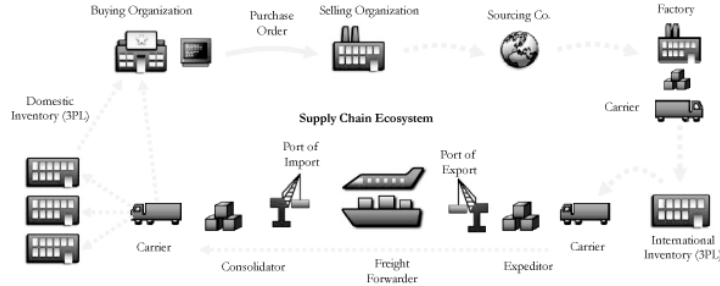 Buying Organization
Purchase
Order
Selling Organization
Sourcing Co.
Factory
Carrier
Domestic
Inventory (3PL)
Supply Chain Ecosystem
Port of
Import
Port of
Export
Carrier
Consolidator
Freight
Forwarder
Expeditor
Carrier
International
Inventory (3PL)